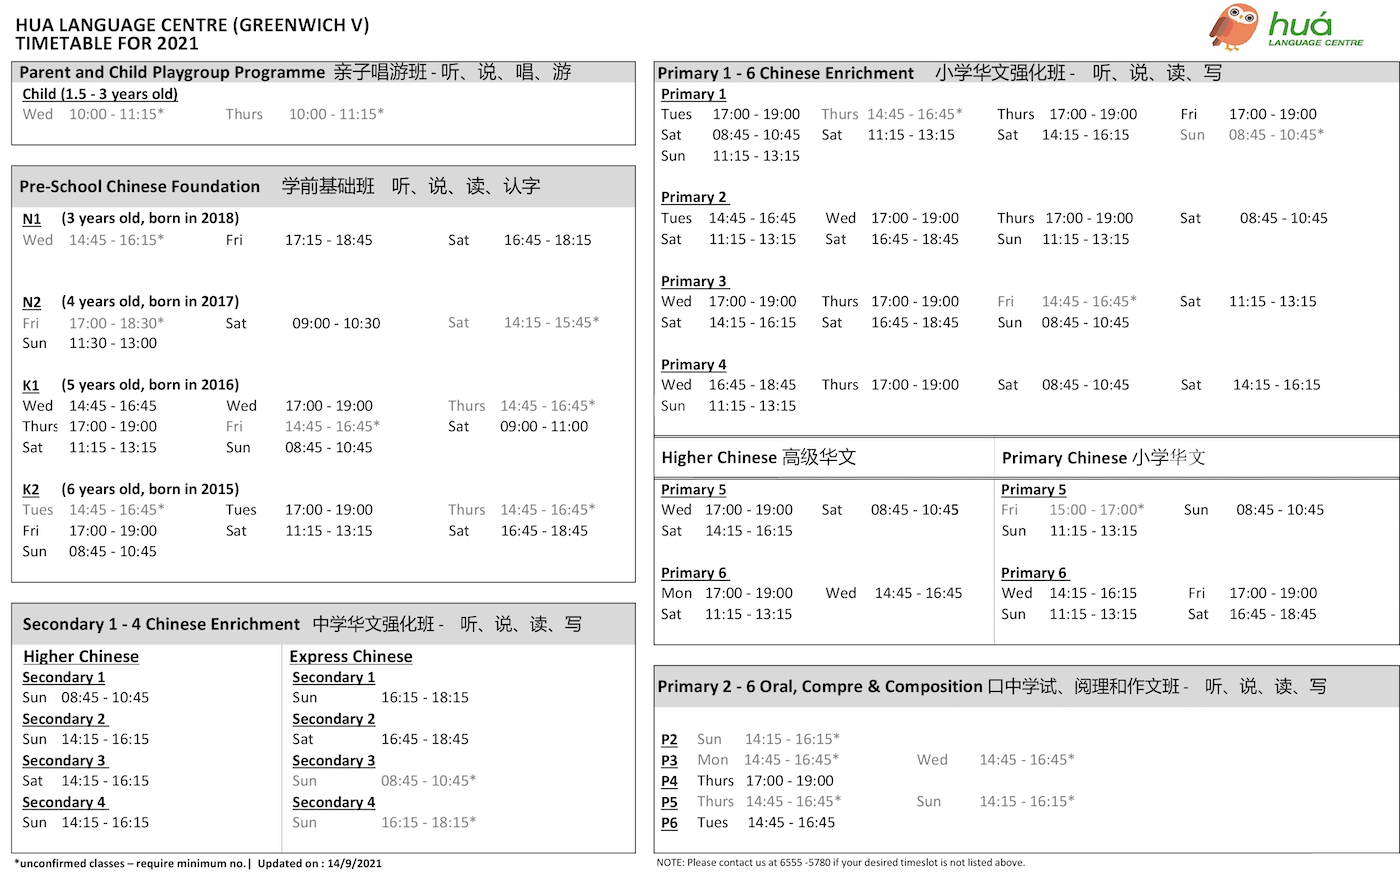 HUA LANGUAGE CENTRE (GREENWICH V)
TIMETABLE FOR 2021
huá
LANGUAGE CENTRE
Parent and Child Playgroup Programme 亲子唱游班 - 听、说、唱、游
Child (1.5 - 3 years old)
Wed 10:00 - 11:15* Thurs 10:00 - 11:15*
Pre-School Chinese Foundation 学前基础班 听、说、读、认字
N1 (3 years old, born in 2018)
Wed 14:45 - 16:15* Fri 17:15 - 18:45 Sat 16:45 - 18:15
N2 (4 years old, born in 2017)
Fri 17:00 - 18:30* Sat 09:00 - 10:30 Sat 14:15 - 15:45*
Sun 11:30 - 13:00
K1 (5 years old, born in 2016)
Wed 14:45 - 16:45 Wed 17:00 - 19:00 Thurs 14:45 - 16:45*
Thurs 17:00 - 19:00 Fri 14:45 - 16:45* Sat 09:00 - 11:00
Sat 11:15 - 13:15 Sun 08:45 - 10:45
K2 (6 years old, born in 2015)
Tues 14:45 - 16:45* Tues 17:00 - 19:00 Thurs 14:45 - 16:45*
Fri 17:00 - 19:00 Sat 11:15 - 13:15 Sat 16:45 - 18:45
Sun 08:45 - 10:45
Secondary 1 - 4 Chinese Enrichment 中学华文强化班 - 听、说、读、写
Higher Chinese
Secondary 1
Sun 08:45 - 10:45
Secondary 2
Sun 14:15 - 16:15
Secondary 3
Sat 14:15 - 16:15
Secondary 4
Sun 14:15 - 16:15
Express Chinese
Secondary 1
Sun 16:15 - 18:15
Secondary 2
Sat 16:45 - 18:45
Secondary 3
Sun 08:45 - 10:45*
Secondary 4
Sun 16:15 - 18:15*
*unconfirmed classes – require minimum no.| Updated on : 14/9/2021
Primary 1 - 6 Chinese Enrichment 小学华文强化班 - 听、说、读、写
Primary 1
Tues 17:00 - 19:00 Thurs 14:45 - 16:45* Thurs 17:00 - 19:00 Fri 17:00 - 19:00
Sat 08:45 - 10:45 Sat 11:15 - 13:15 Sat 14:15 - 16:15 Sun 08:45 - 10:45*
Sun 11:15 - 13:15
Primary 2
Tues 14:45 - 16:45 Wed 17:00 - 19:00 Thurs 17:00 - 19:00 Sat 08:45 - 10:45
Sat 11:15 - 13:15 Sat 16:45 - 18:45 Sun 11:15 - 13:15
Primary 3
Wed 17:00 - 19:00 Thurs 17:00 - 19:00 Fri 14:45 - 16:45* Sat 11:15 - 13:15
Sat 14:15 - 16:15 Sat 16:45 - 18:45 Sun 08:45 - 10:45
Primary 4
Wed 16:45 - 18:45 Thurs 17:00 - 19:00 Sat 08:45 - 10:45 Sat 14:15 - 16:15
Sun 11:15 - 13:15
Higher Chinese 高级华文
Primary 5
Wed 17:00 - 19:00 Sat 08:45 - 10:45
Sat 14:15 - 16:15
Primary 6
Mon 17:00 - 19:00 Wed 14:45 - 16:45
Sat 11:15 - 13:15
Primary Chinese 小学华文
Primary 5
Fri 15:00 - 17:00* Sun 08:45 - 10:45
Sun 11:15 - 13:15
Primary 6
Wed 14:15 - 16:15 Fri 17:00 - 19:00
Sun 11:15 - 13:15 Sat 16:45 - 18:45
Primary 2 - 6 Oral, Compre & Composition 口中学试、阅理和作文班 - 听、说、读、写
P2 Sun 14:15 - 16:15*
P3 Mon 14:45 - 16:45* Wed 14:45 - 16:45*
P4 Thurs 17:00 - 19:00
P5 Thurs 14:45 - 16:45* Sun 14:15 - 16:15*
P6 Tues 14:45 - 16:45
NOTE: Please contact us at 6555 -5780 if your desired timeslot is not listed above.